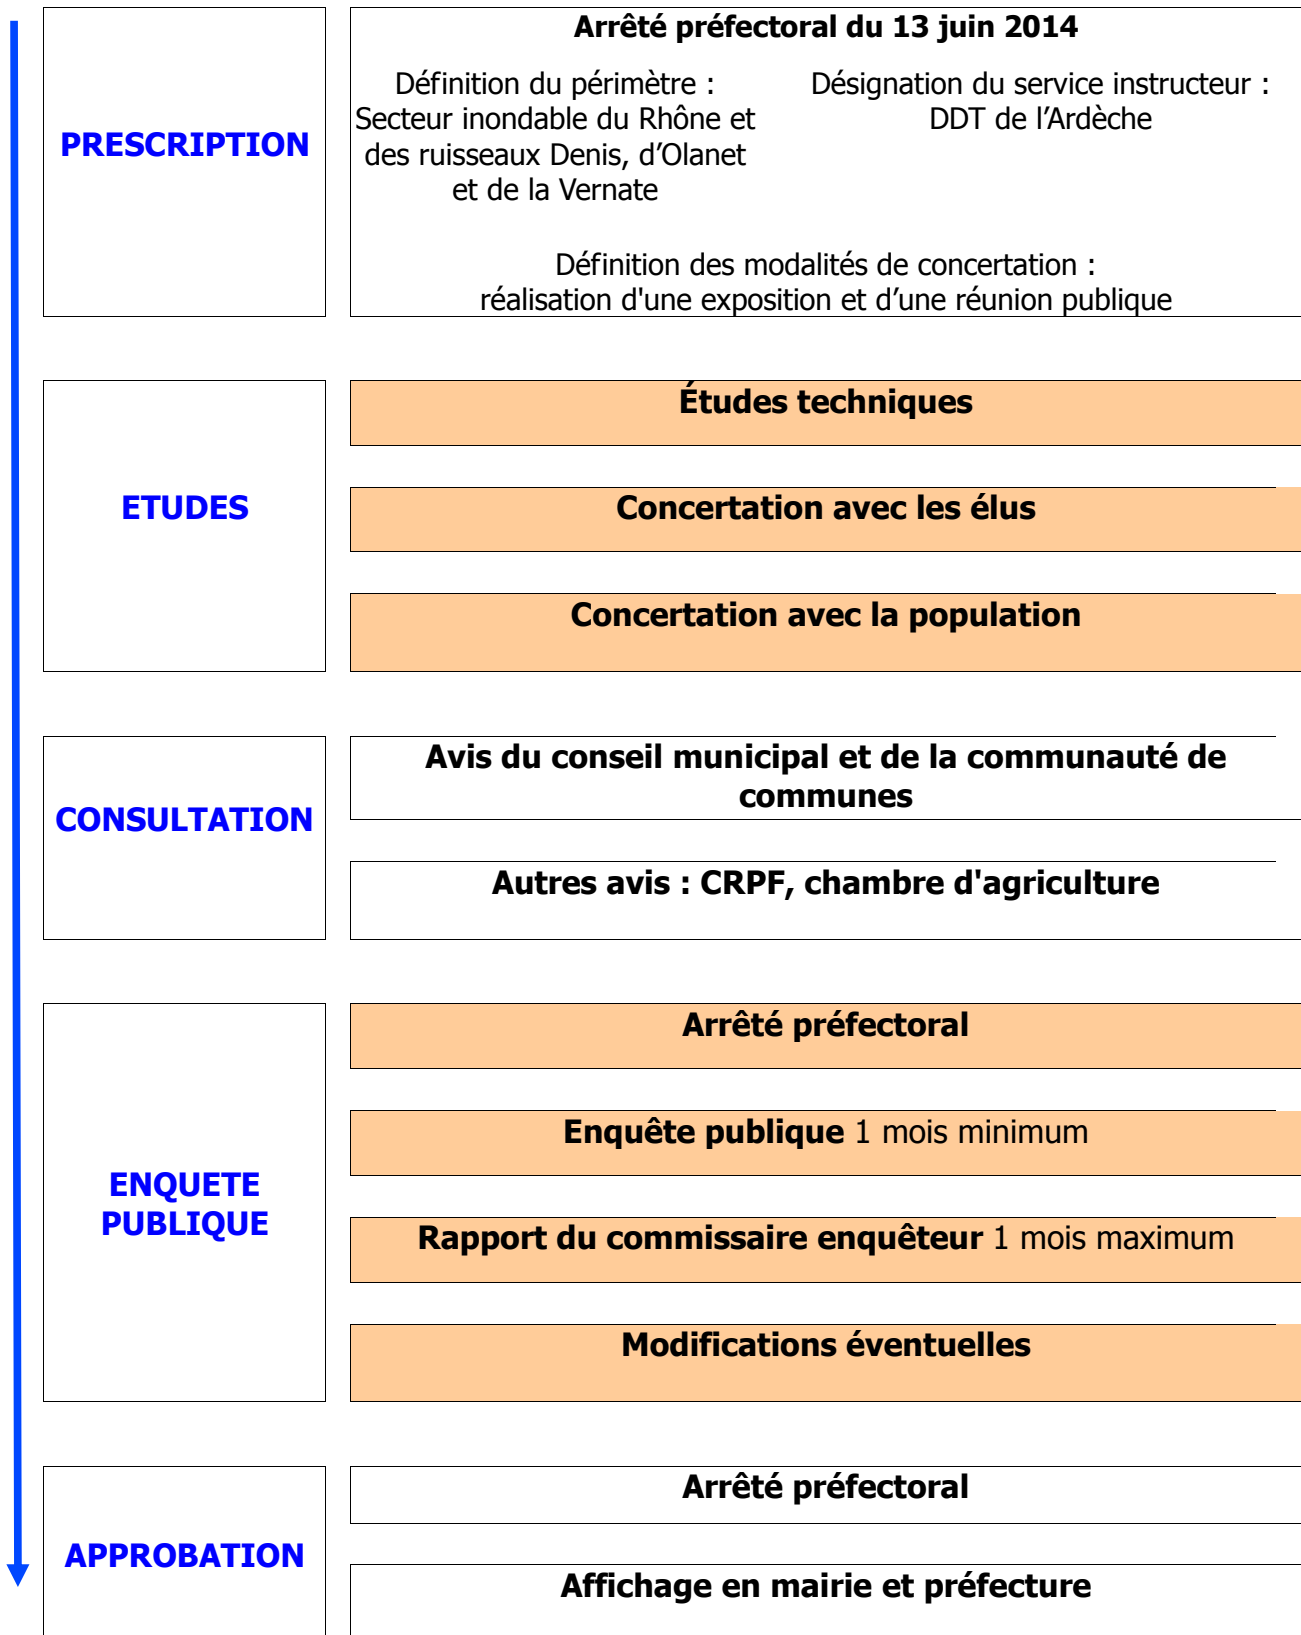 PRESCRIPTION
Arrêté préfectoral du 13 juin 2014
Définition du périmètre :
Secteur inondable du Rhône et
des ruisseaux Denis, d’Olanet
et de la Vernate
Désignation du service instructeur :
DDT de l’Ardèche
Définition des modalités de concertation :
réalisation d'une exposition et d’une réunion publique
ETUDES
Études techniques
Concertation avec les élus
Concertation avec la population
CONSULTATION
Avis du conseil municipal et de la communauté de
communes
Autres avis : CRPF, chambre d'agriculture
ENQUETE
PUBLIQUE
Arrêté préfectoral
Enquête publique 1 mois minimum
Rapport du commissaire enquêteur 1 mois maximum
Modifications éventuelles
APPROBATION
Arrêté préfectoral
Affichage en mairie et préfecture